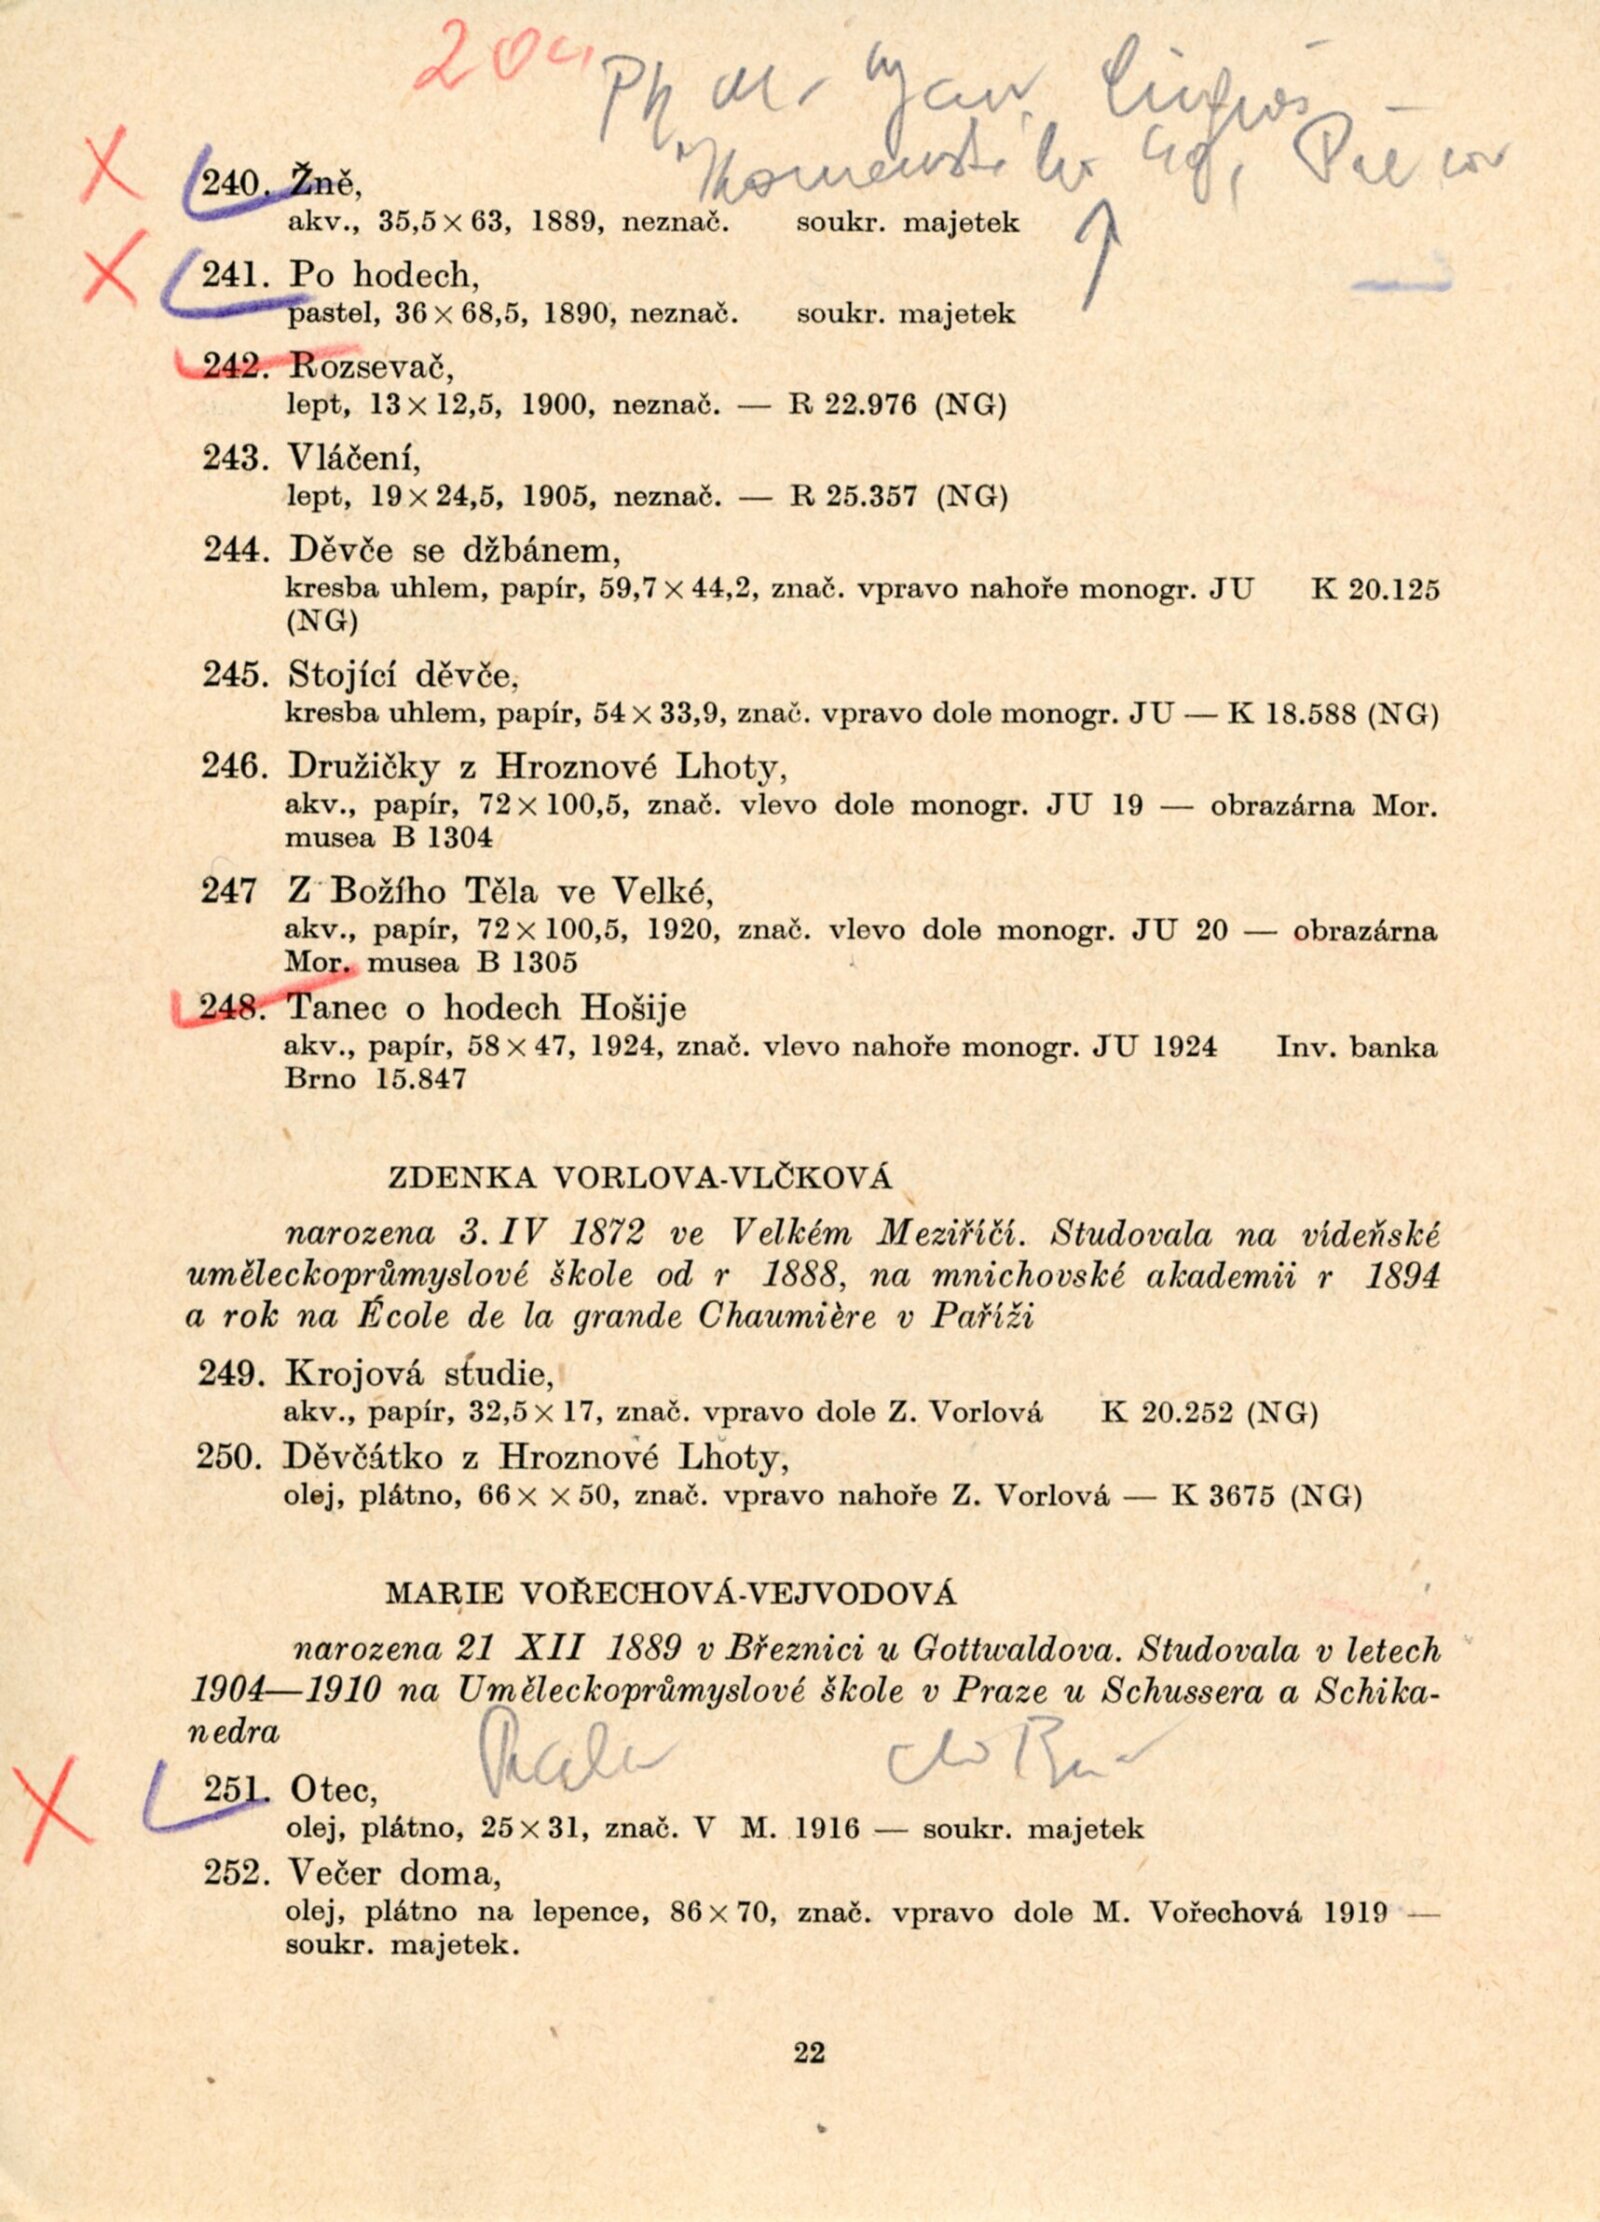 204
240. Žně,
akv., 35,5×63, 1889, neznač. soukr. majetek
241. Po hodech,
pastel, 36×68,5, 1890, neznač. soukr. majetek
242. Rozsevač,
lept, 13×12,5, 1900, neznač. — R 22.976 (NG)
243. Vláčení,
lept, 19×24,5, 1905, neznač. — R 25.357 (NG)
244. Děvče se džbánem,
kresba uhlem, papír, 59,7×44,2, znač. vpravo nahoře monogr. JU K 20.125
(NG)
245. Stojící děvče,
kresba uhlem, papír, 54×33,9, znač. vpravo dole monogr. JU — K 18.588 (NG)
246. Družičky z Hroznové Lhoty,
akv., papír, 72×100,5, znač. vlevo dole monogr. JU 19 — obrazárna Mor.
musea B 1304
247 Z Božího Těla ve Velké,
akv., papír, 72×100,5, 1920, znač. vlevo dole monogr. JU 20 — obrazárna
Mor. musea B 1305
248. Tanec o hodech Hošije
akv., papír, 58×47, 1924, znač. vlevo nahoře monogr. JU 1924 Inv. banka
Brno 15.847
ZDENKA VORLOVA-VLČKOVÁ
narozena 3. IV 1872 ve Velkém Meziříčí. Studovala na vídeňské
uměleckoprůmyslové škole od r 1888, na mnichovské akademii r 1894
a rok na École de la grande Chaumière v Paříži
249. Krojová studie,
akv., papír, 32,5×17, znač. vpravo dole Z. Vorlová K 20.252 (NG)
250. Děvčátko z Hroznové Lhoty,
olej, plátno, 66× ×50, znač. vpravo nahoře Z. Vorlová — K 3675 (NG)
MARIE VOŘECHOVÁ-VEJVODOVÁ
narozena 21 XII 1889 v Březnici u Gottwaldova. Studovala v letech
1904—1910 na Uměleckoprůmyslové škole v Praze u Schussera a Schika-
nedra
251. Otec,
olej, plátno, 25×31, znač. V M. 1916 — soukr. majetek
252. Večer doma,
olej, plátno na lepence, 86×70, znač. vpravo dole M. Vořechová 1919 —
soukr. majetek.
22